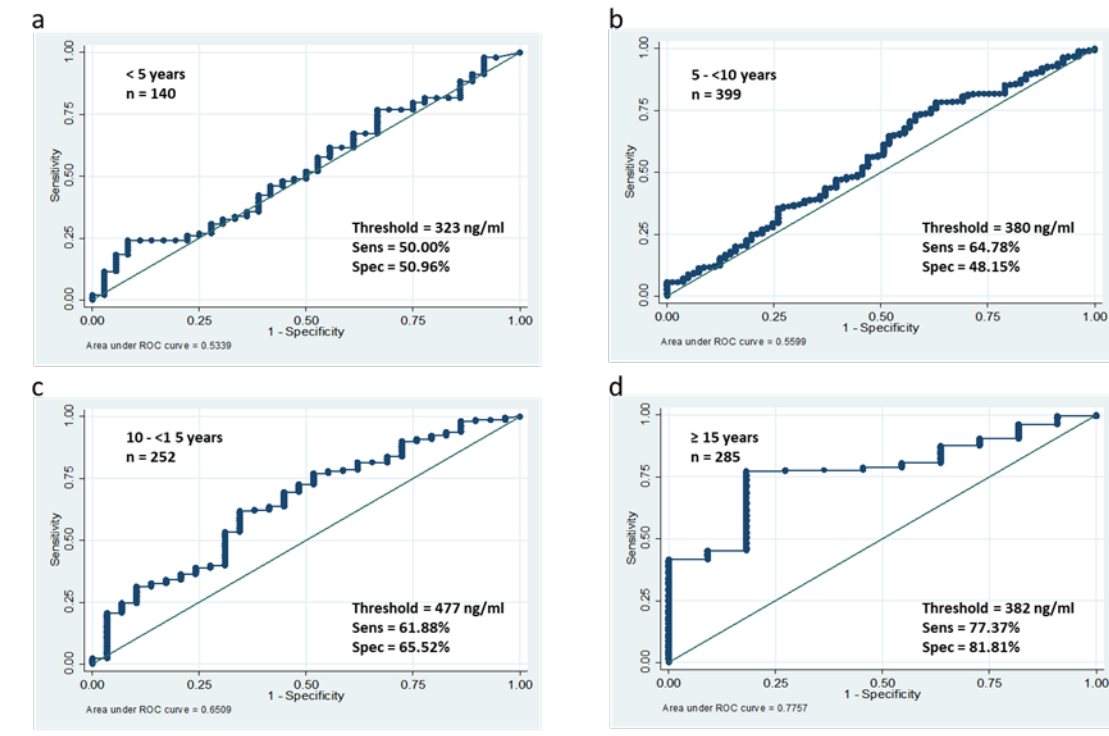 a
< 5 years
n = 140
Sensitivity
0.00 0.25 0.50 0.75 1.00
Threshold = 323 ng/ml
Sens = 50.00%
Spec = 50.96%
0.00 0.25 0.50 0.75 1.00
1 - Specificity
Area under ROC curve = 0.5339
b
5 - <10 years
n = 399
Sensitivity
0.00 0.25 0.50 0.75 1.00
Threshold = 380 ng/ml
Sens = 64.78%
Spec = 48.15%
0.00 0.25 0.50 0.75 1.00
1 - Specificity
Area under ROC curve = 0.5599
c
10 - <1 5 years
n = 252
Sensitivity
0.00 0.25 0.50 0.75 1.00
Threshold = 477 ng/ml
Sens = 61.88%
Spec = 65.52%
0.00 0.25 0.50 0.75 1.00
1 - Specificity
Area under ROC curve = 0.6509
d
≥ 15 years
n = 285
Sensitivity
0.00 0.25 0.50 0.75 1.00
Threshold = 382 ng/ml
Sens = 77.37%
Spec = 81.81%
0.00 0.25 0.50 0.75 1.00
1 - Specificity
Area under ROC curve = 0.7757